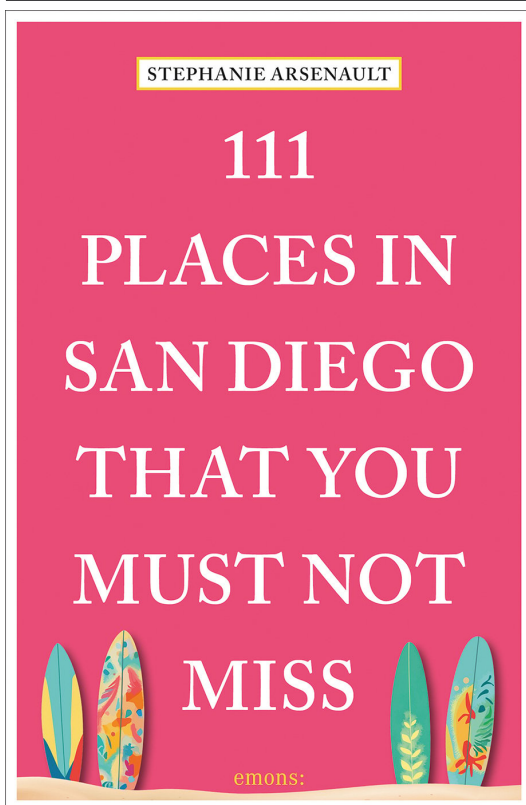 STEPHANIE ARSENAULT
111
PLACES IN
SAN DIEGO
THAT YOU
MUST NOT
MISS
emons: